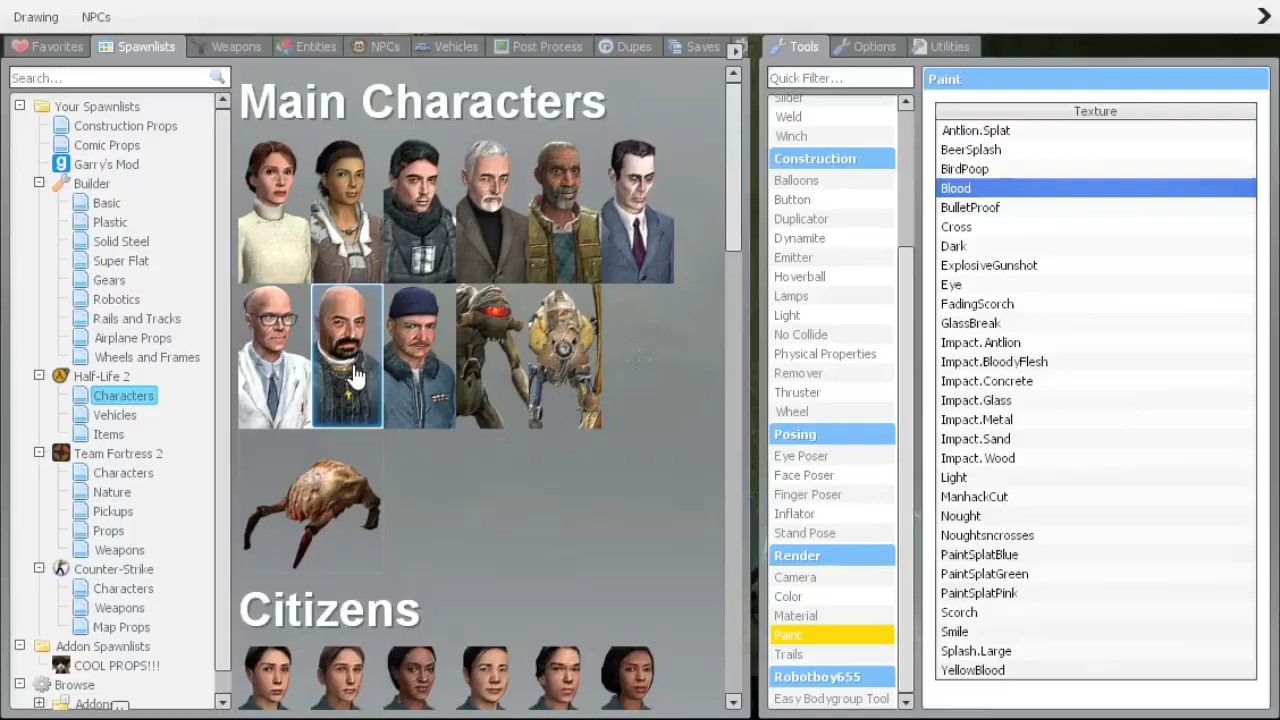 Drawing NPCs
Favorites Spawnlists Weapons Entities NPCs Vehicles Post Process Dupes Saves
Search...
Your Spawnlists
Construction Props
Comic Props
g Garry's Mod
Builder
Basic
Plastic
Solid Steel
Super Flat
Gears
Robotics
Rails and Tracks
Airplane Props
Wheels and Frames
Half-Life 2
Characters
Vehicles
Items
Team Fortress 2
Characters
Nature
Pickups
Props
Weapons
Counter-Strike
Characters
Weapons
Map Props
Addon Spawnlists
COOL PROPS!!!
Browse
Addons...
Main Characters
Citizens
Tools Options Utilities
Quick Filter...
Slider
Weld
Winch
Construction
Balloons
Button
Duplicator
Dynamite
Emitter
Hoverball
Lamps
Light
No Collide
Physical Properties
Remover
Thruster
Wheel
Posing
Eye Poser
Face Poser
Finger Poser
Inflator
Stand Pose
Render
Camera
Color
Material
Paint
Trails
Robotboy655
Easy Bodygroup Tool
Paint
Texture
Antlion.Splat
BeerSplash
BirdPoop
Blood
BulletProof
Cross
Dark
ExplosiveGunshot
Eye
FadingScorch
GlassBreak
Impact.Antlion
Impact.BloodyFlesh
Impact.Concrete
Impact.Glass
Impact.Metal
Impact.Sand
Impact.Wood
Light
ManhackCut
Nought
Noughtsncrosses
PaintSplatBlue
PaintSplatGreen
PaintSplatPink
Scorch
Smile
Splash.Large
YellowBlood